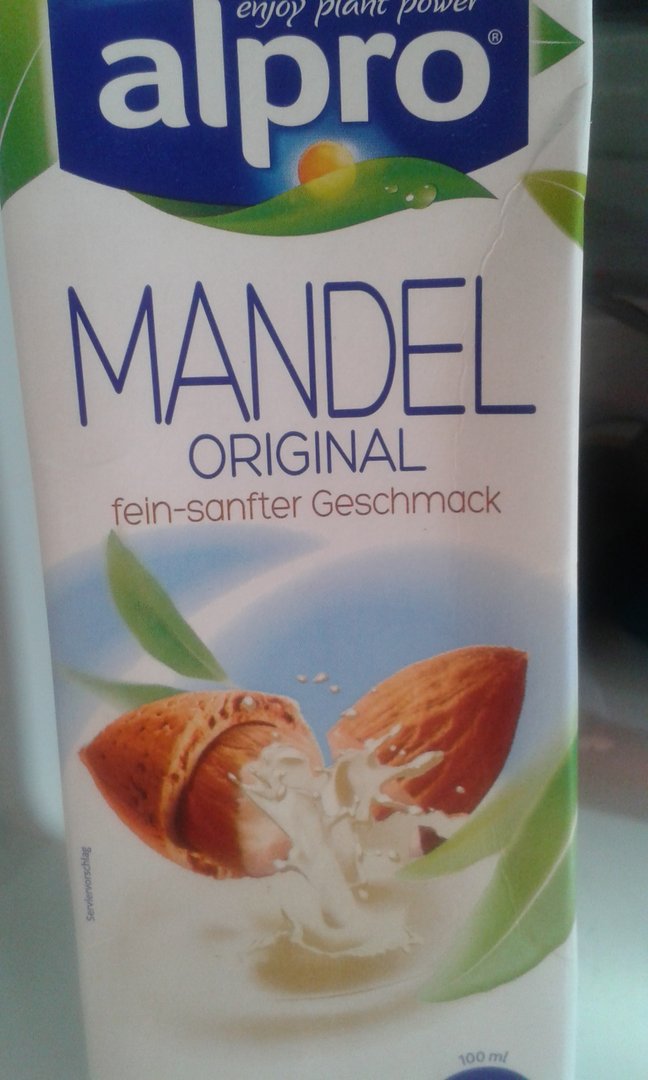 enjoy plant power
alpro®
MANDEL
ORIGINAL
fein-sanfter Geschmack
Serviervorschlag
100 ml